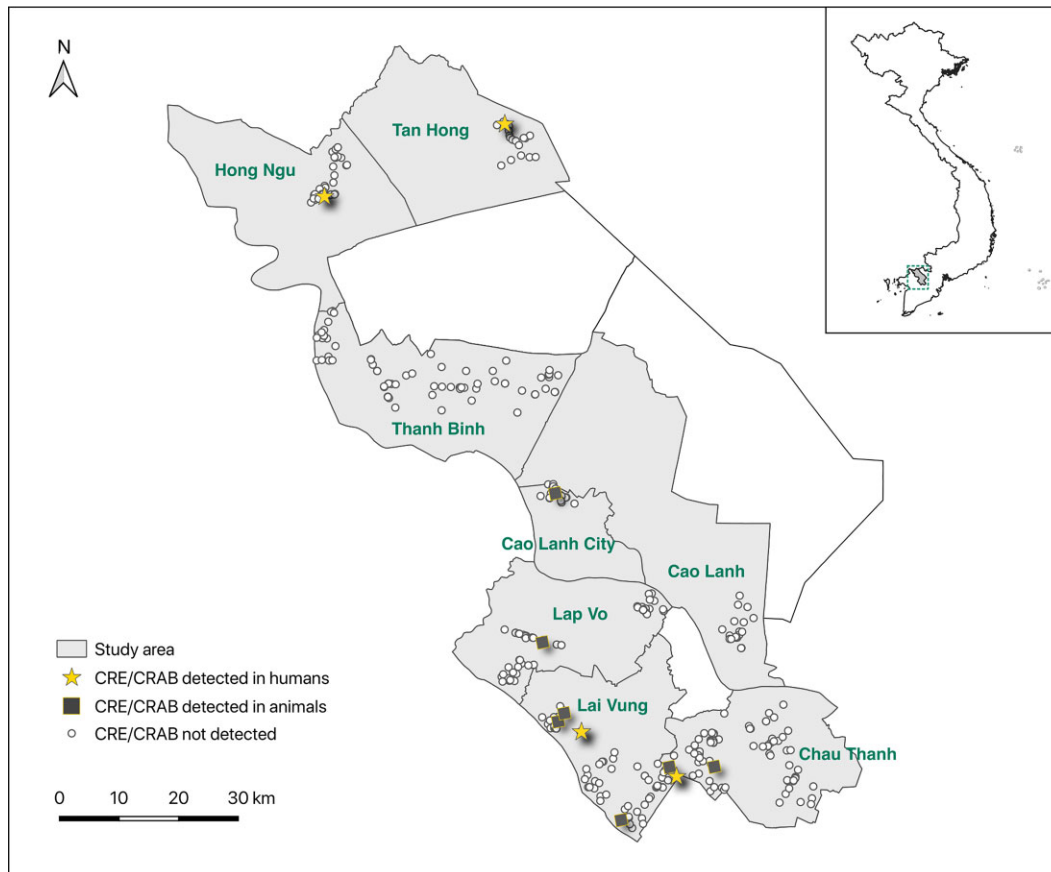 N
Tan Hong
Hong Ngu
Thanh Binh
Cao Lanh City
Cao Lanh
Lap Vo
Study area
CRE/CRAB detected in humans
Lai Vung
CRE/CRAB detected in animals
CRE/CRAB not detected
Chau Thanh
0 10 20 30 km